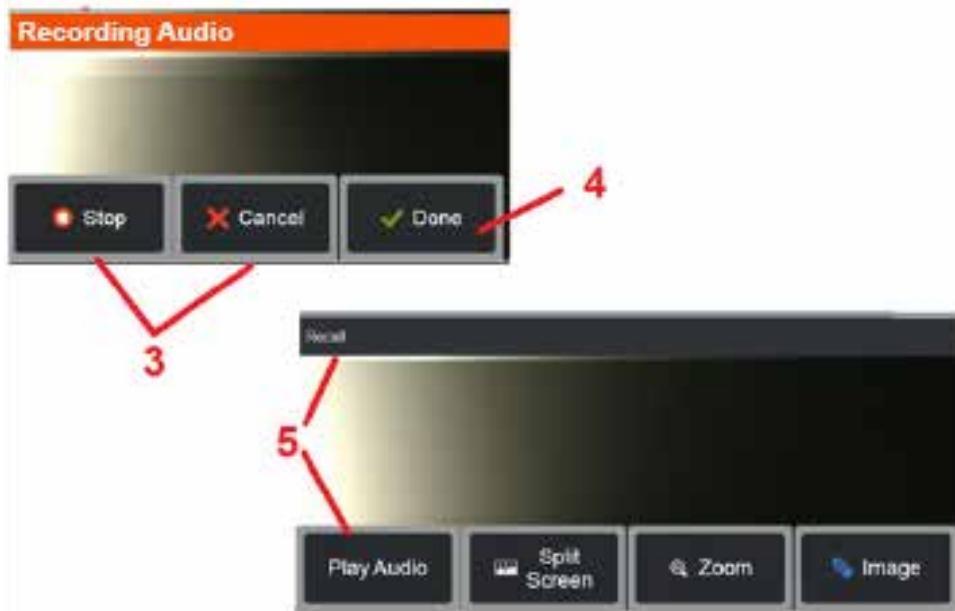 Recording Audio
Stop
Cancel
Done
4
3
Recall
5
Play Audio
Split
Screen
Zoom
Image